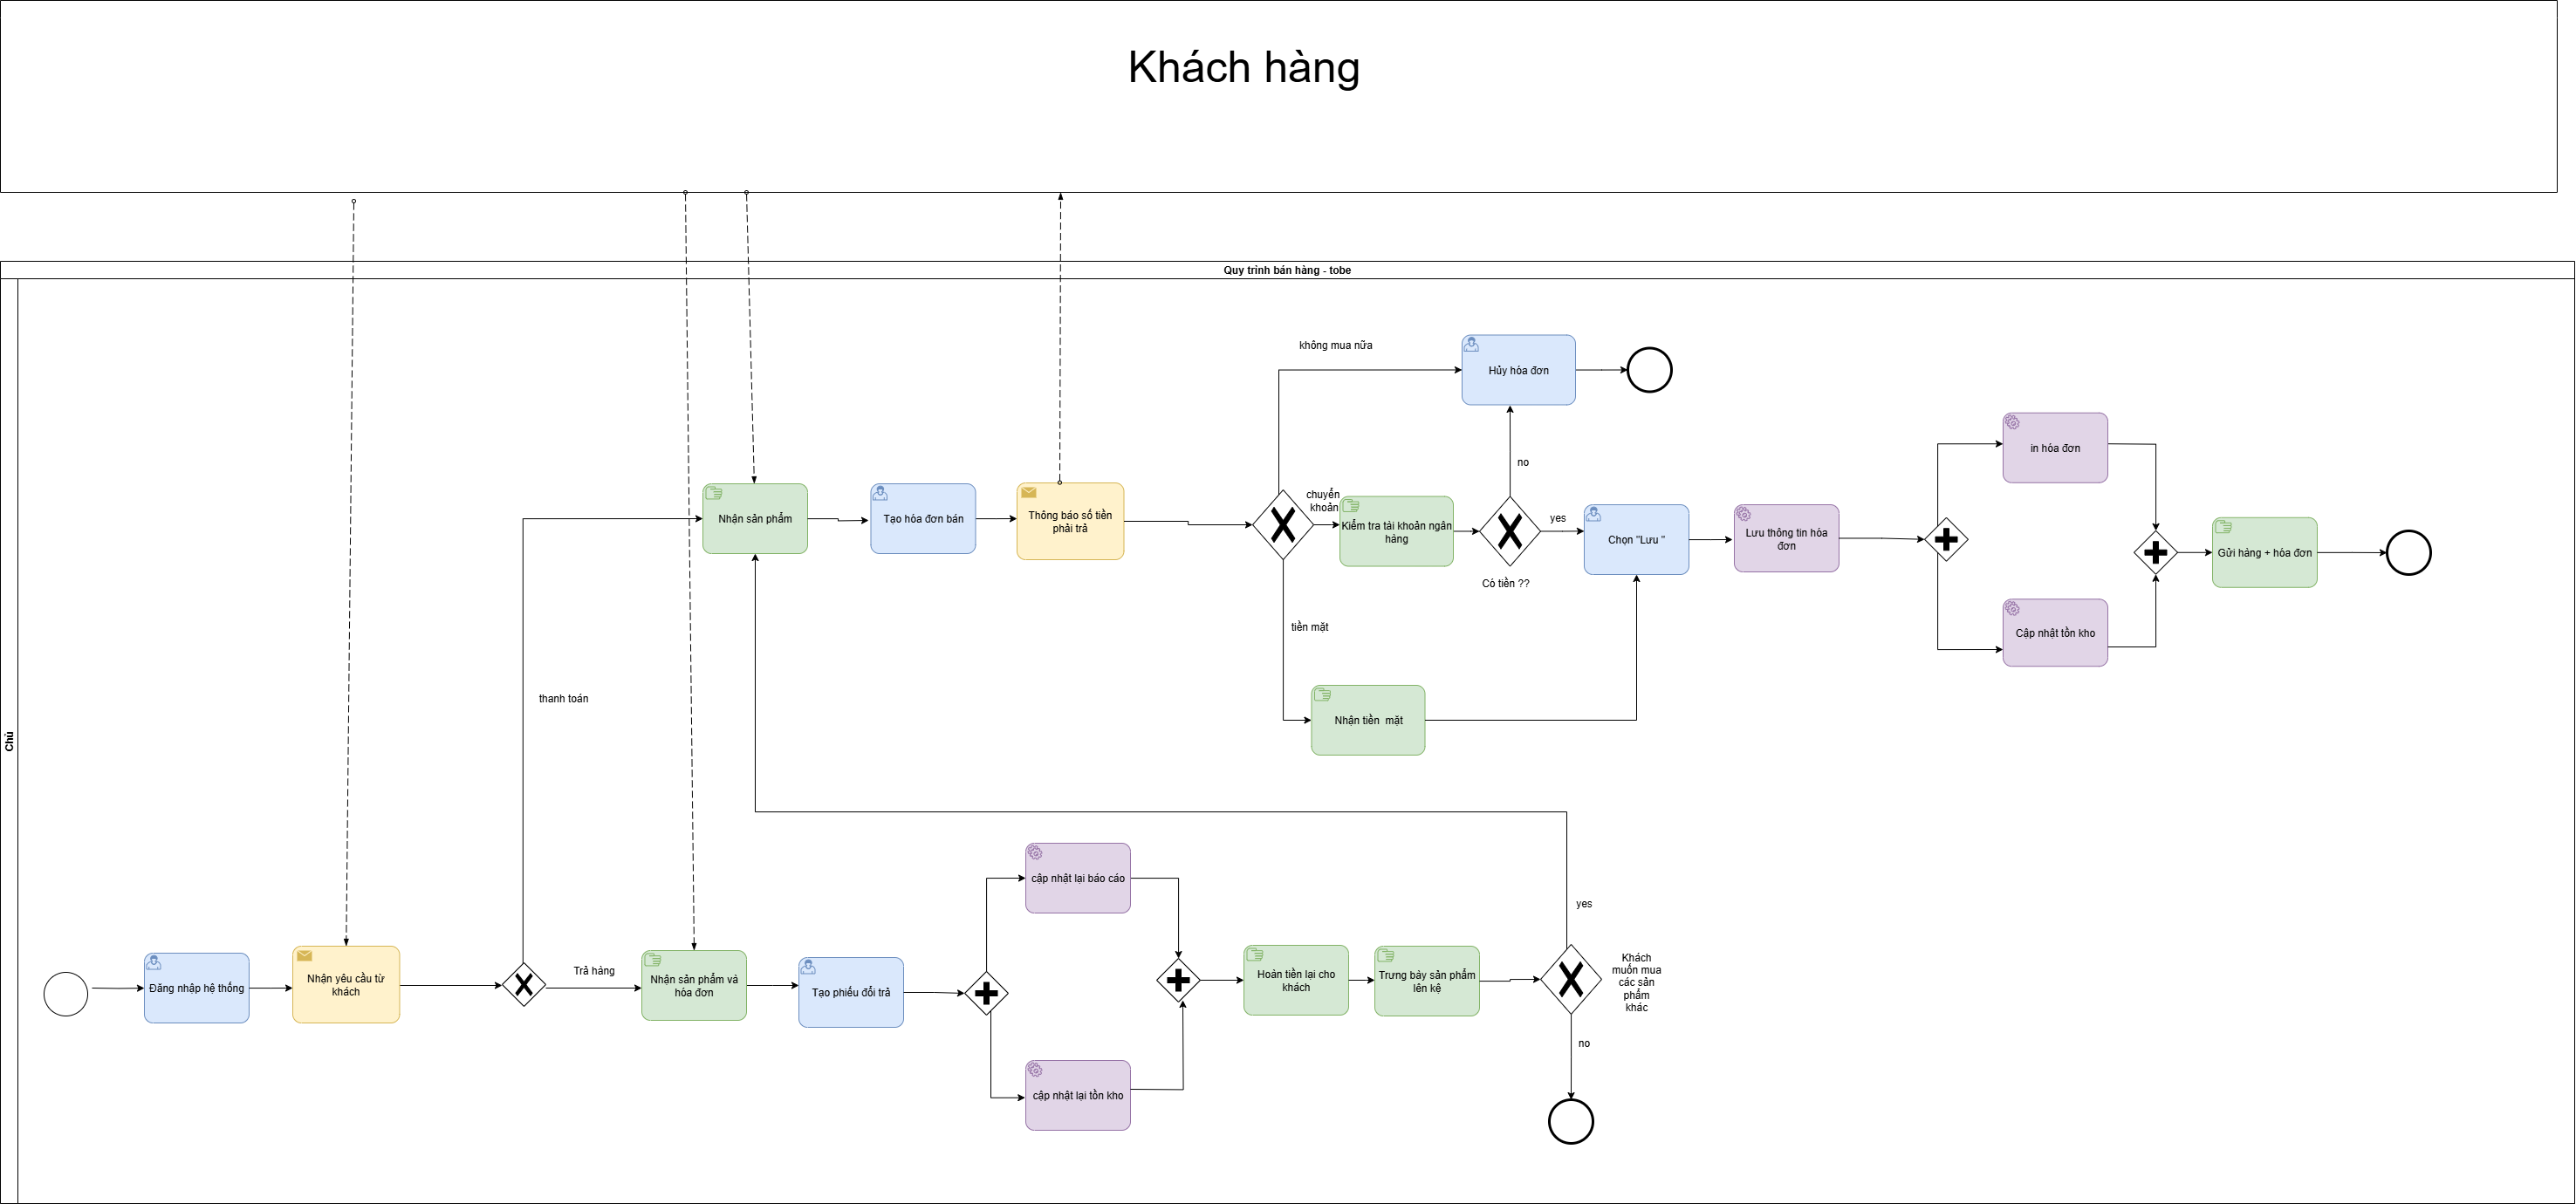 Khách hàng
Quy trình bán hàng - tobe
Chủ
không mua nữa
Hủy hóa đơn
no
chuyển
khoản
Nhận sản phẩm
Tạo hóa đơn bán
Thông báo số tiền
phải trả
Kiểm tra tài khoản ngân
hàng
yes
Chọn "Lưu "
Lưu thông tin hóa
đơn
in hóa đơn
Gửi hàng + hóa đơn
Có tiền ??
tiền mặt
Cập nhật tồn kho
thanh toán
Nhận tiền  mặt
cập nhật lại báo cáo
yes
Đăng nhập hệ thống
Nhận yêu cầu từ
khách
Trả hàng
Nhận sản phẩm và
hóa đơn
Tạo phiếu đổi trả
Hoàn tiền lại cho
khách
Trưng bày sản phẩm
lên kệ
Khách
muốn mua
các sản
phẩm
khác
no
cập nhật lại tồn kho